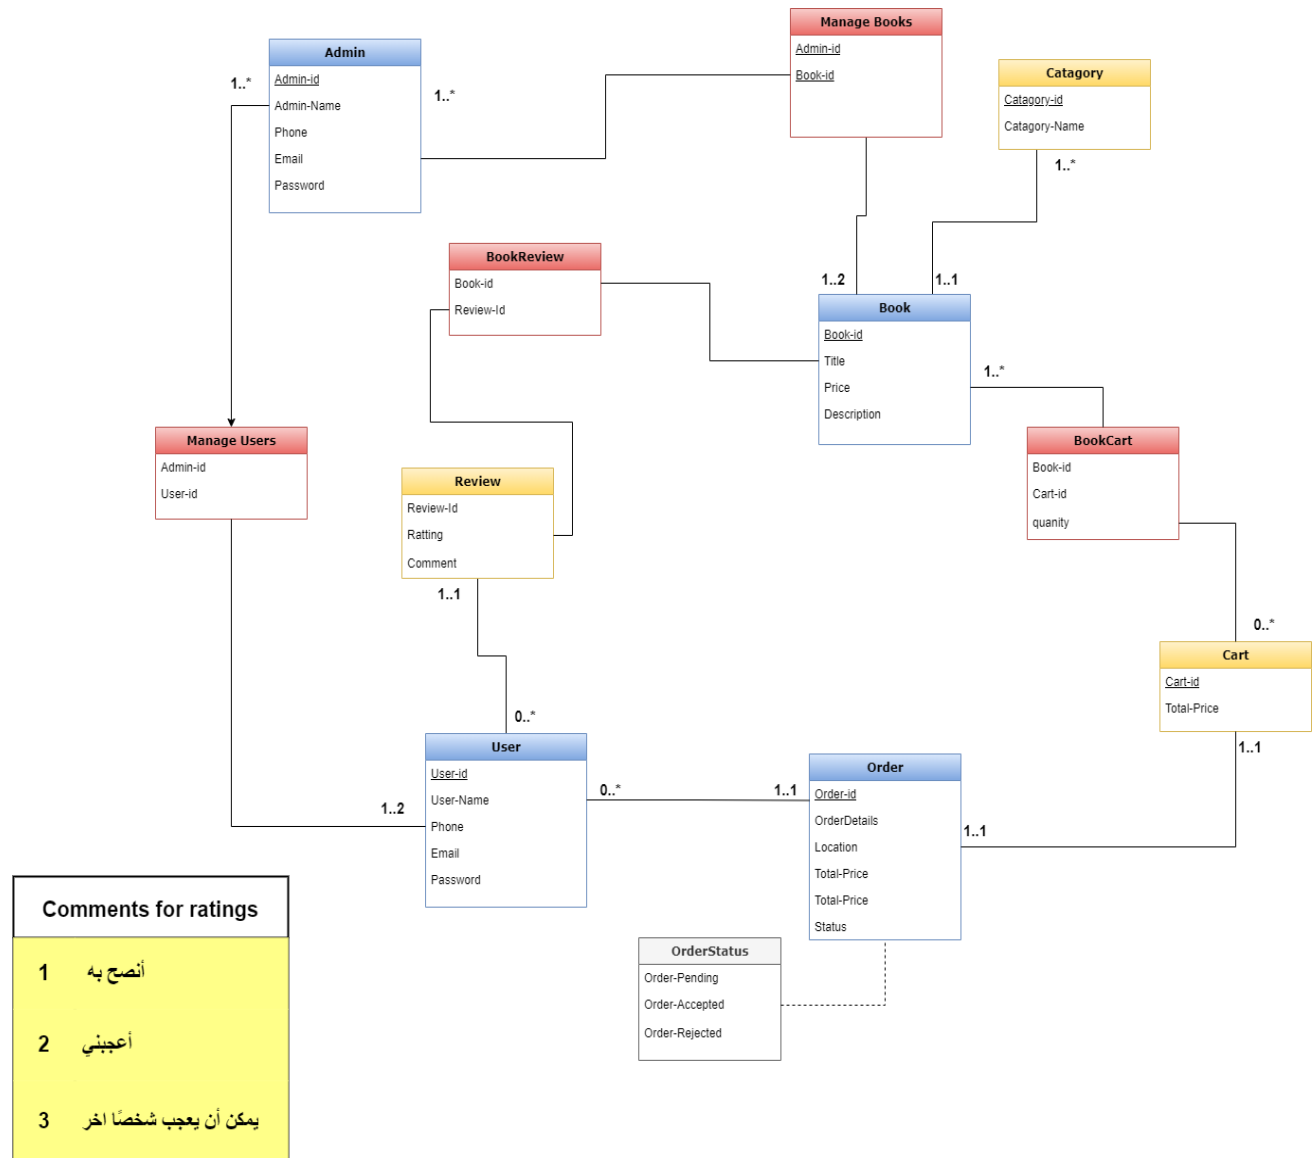 Manage Books
Admin-id
Book-id
Admin
Admin-id
Admin-Name
Phone
Email
Password
1..*
1..*
Catagory
Catagory-id
Catagory-Name
1..*
BookReview
Book-id
Review-Id
1..2
1..1
Book
Book-id
Title
Price
Description
1..*
Manage Users
Admin-id
User-id
BookCart
Book-id
Cart-id
quanity
Review
Review-Id
Ratting
Comment
1..1
0..*
Cart
Cart-id
Total-Price
1..1
0..*
User
User-id
User-Name
Phone
Email
Password
1..2
0..*
1..1
Order
Order-id
OrderDetails
Location
Total-Price
Total-Price
Status
1..1
OrderStatus
Order-Pending
Order-Accepted
Order-Rejected
Comments for ratings
1 أنصح به
2 أعجبني
3 يمكن أن يعجب شخصًا اخر